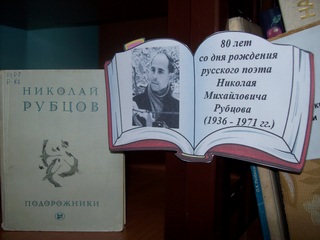 НИКОЛАЙ
РУБЦОВ
ПОДОРОЖНИКИ
80 лет
со дня рождения
русского поэта
Николая
Михайловича
Рубцова
(1936 - 1971 гг.)